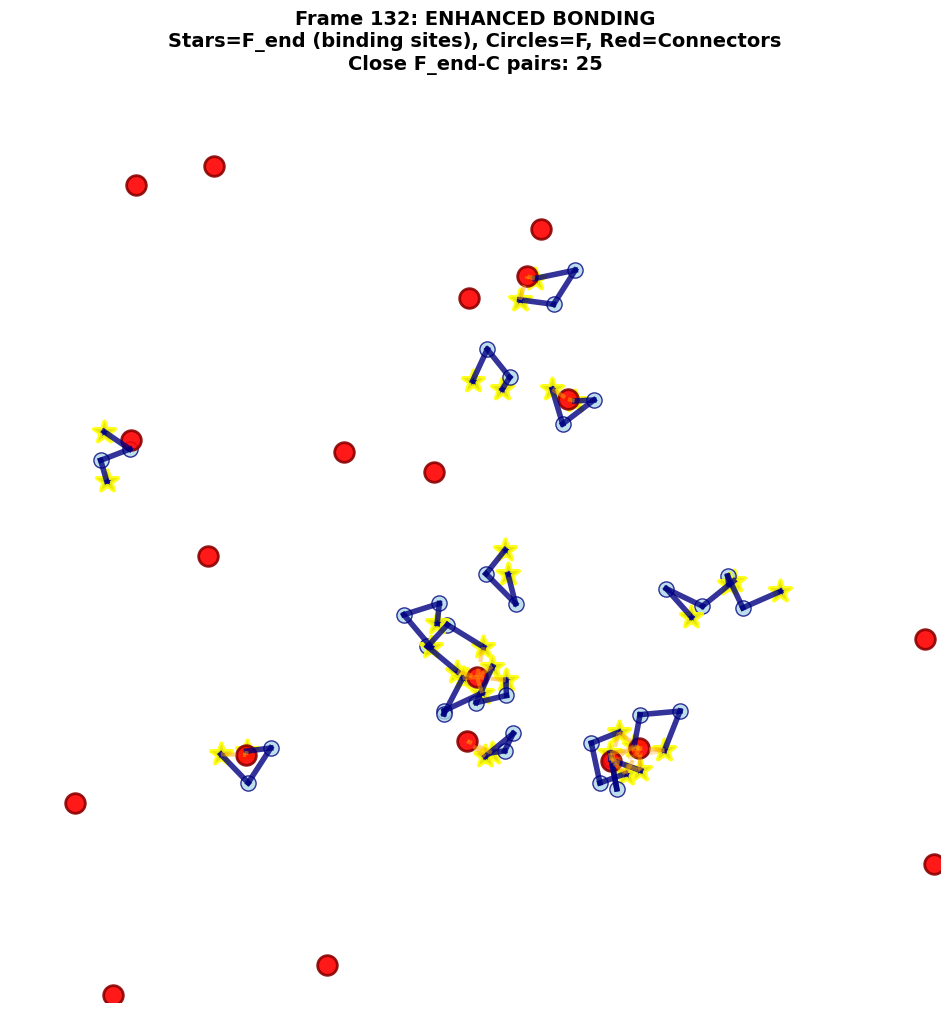 Frame 132: ENHANCED BONDING
Stars=F_end (binding sites), Circles=F, Red=Connectors
Close F_end-C pairs: 25